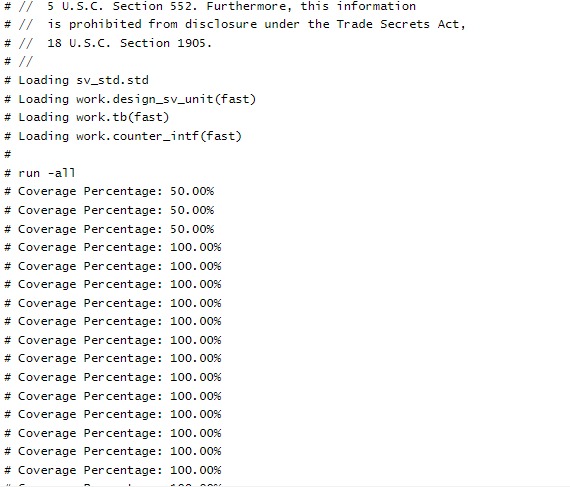 # //  5 U.S.C. Section 552. Furthermore, this information
# //  is prohibited from disclosure under the Trade Secrets Act,
# //  18 U.S.C. Section 1905.
# //
# Loading sv_std.std
# Loading work.design_sv_unit(fast)
# Loading work.tb(fast)
# Loading work.counter_intf(fast)
#
# run -all
# Coverage Percentage: 50.00%
# Coverage Percentage: 50.00%
# Coverage Percentage: 50.00%
# Coverage Percentage: 100.00%
# Coverage Percentage: 100.00%
# Coverage Percentage: 100.00%
# Coverage Percentage: 100.00%
# Coverage Percentage: 100.00%
# Coverage Percentage: 100.00%
# Coverage Percentage: 100.00%
# Coverage Percentage: 100.00%
# Coverage Percentage: 100.00%
# Coverage Percentage: 100.00%
# Coverage Percentage: 100.00%
# Coverage Percentage: 100.00%
# Coverage Percentage: 100.00%